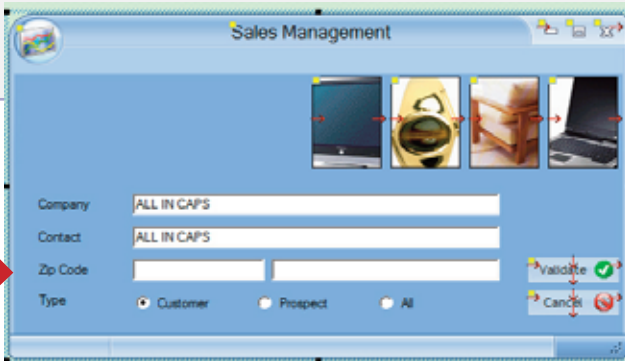 Sales Management
Company ALL IN CAPS
Contact ALL IN CAPS
Zip Code Validate
Type Customer Prospect All Cancel